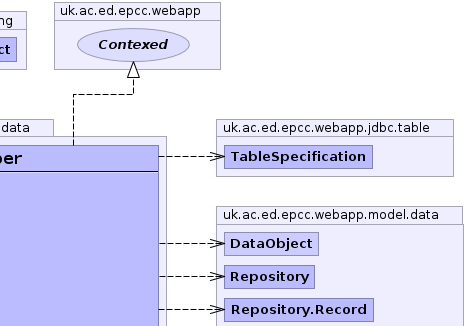 uk.ac.ed.epcc.webapp
Contexed
data
uk.ac.ed.epcc.webapp.jdbc.table
TableSpecification
uk.ac.ed.epcc.webapp.model.data
DataObject
Repository
Repository.Record